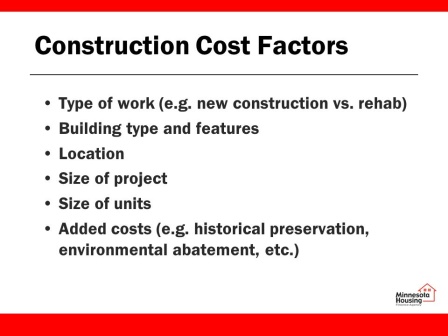 Construction Cost Factors
• Type of work (e.g. new construction vs. rehab)
• Building type and features
• Location
• Size of project
• Size of units
• Added costs (e.g. historical preservation,
environmental abatement, etc.)
Minnesota
Housing